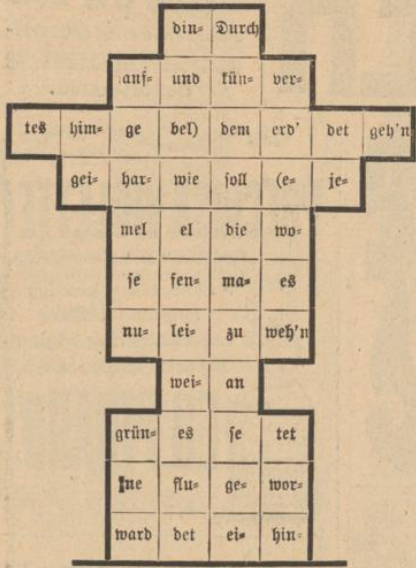 din- Durch
anf- und kün- ver-
tes him- ge bel) dem erd' det geh'n
gei- har- wie soll (e- je-
mel el die wo-
se fen- ma- es
nu- lei- zu weh'n
wei- an
grün- es se tet
ne flu- ge- wor-
ward det ei- hin-